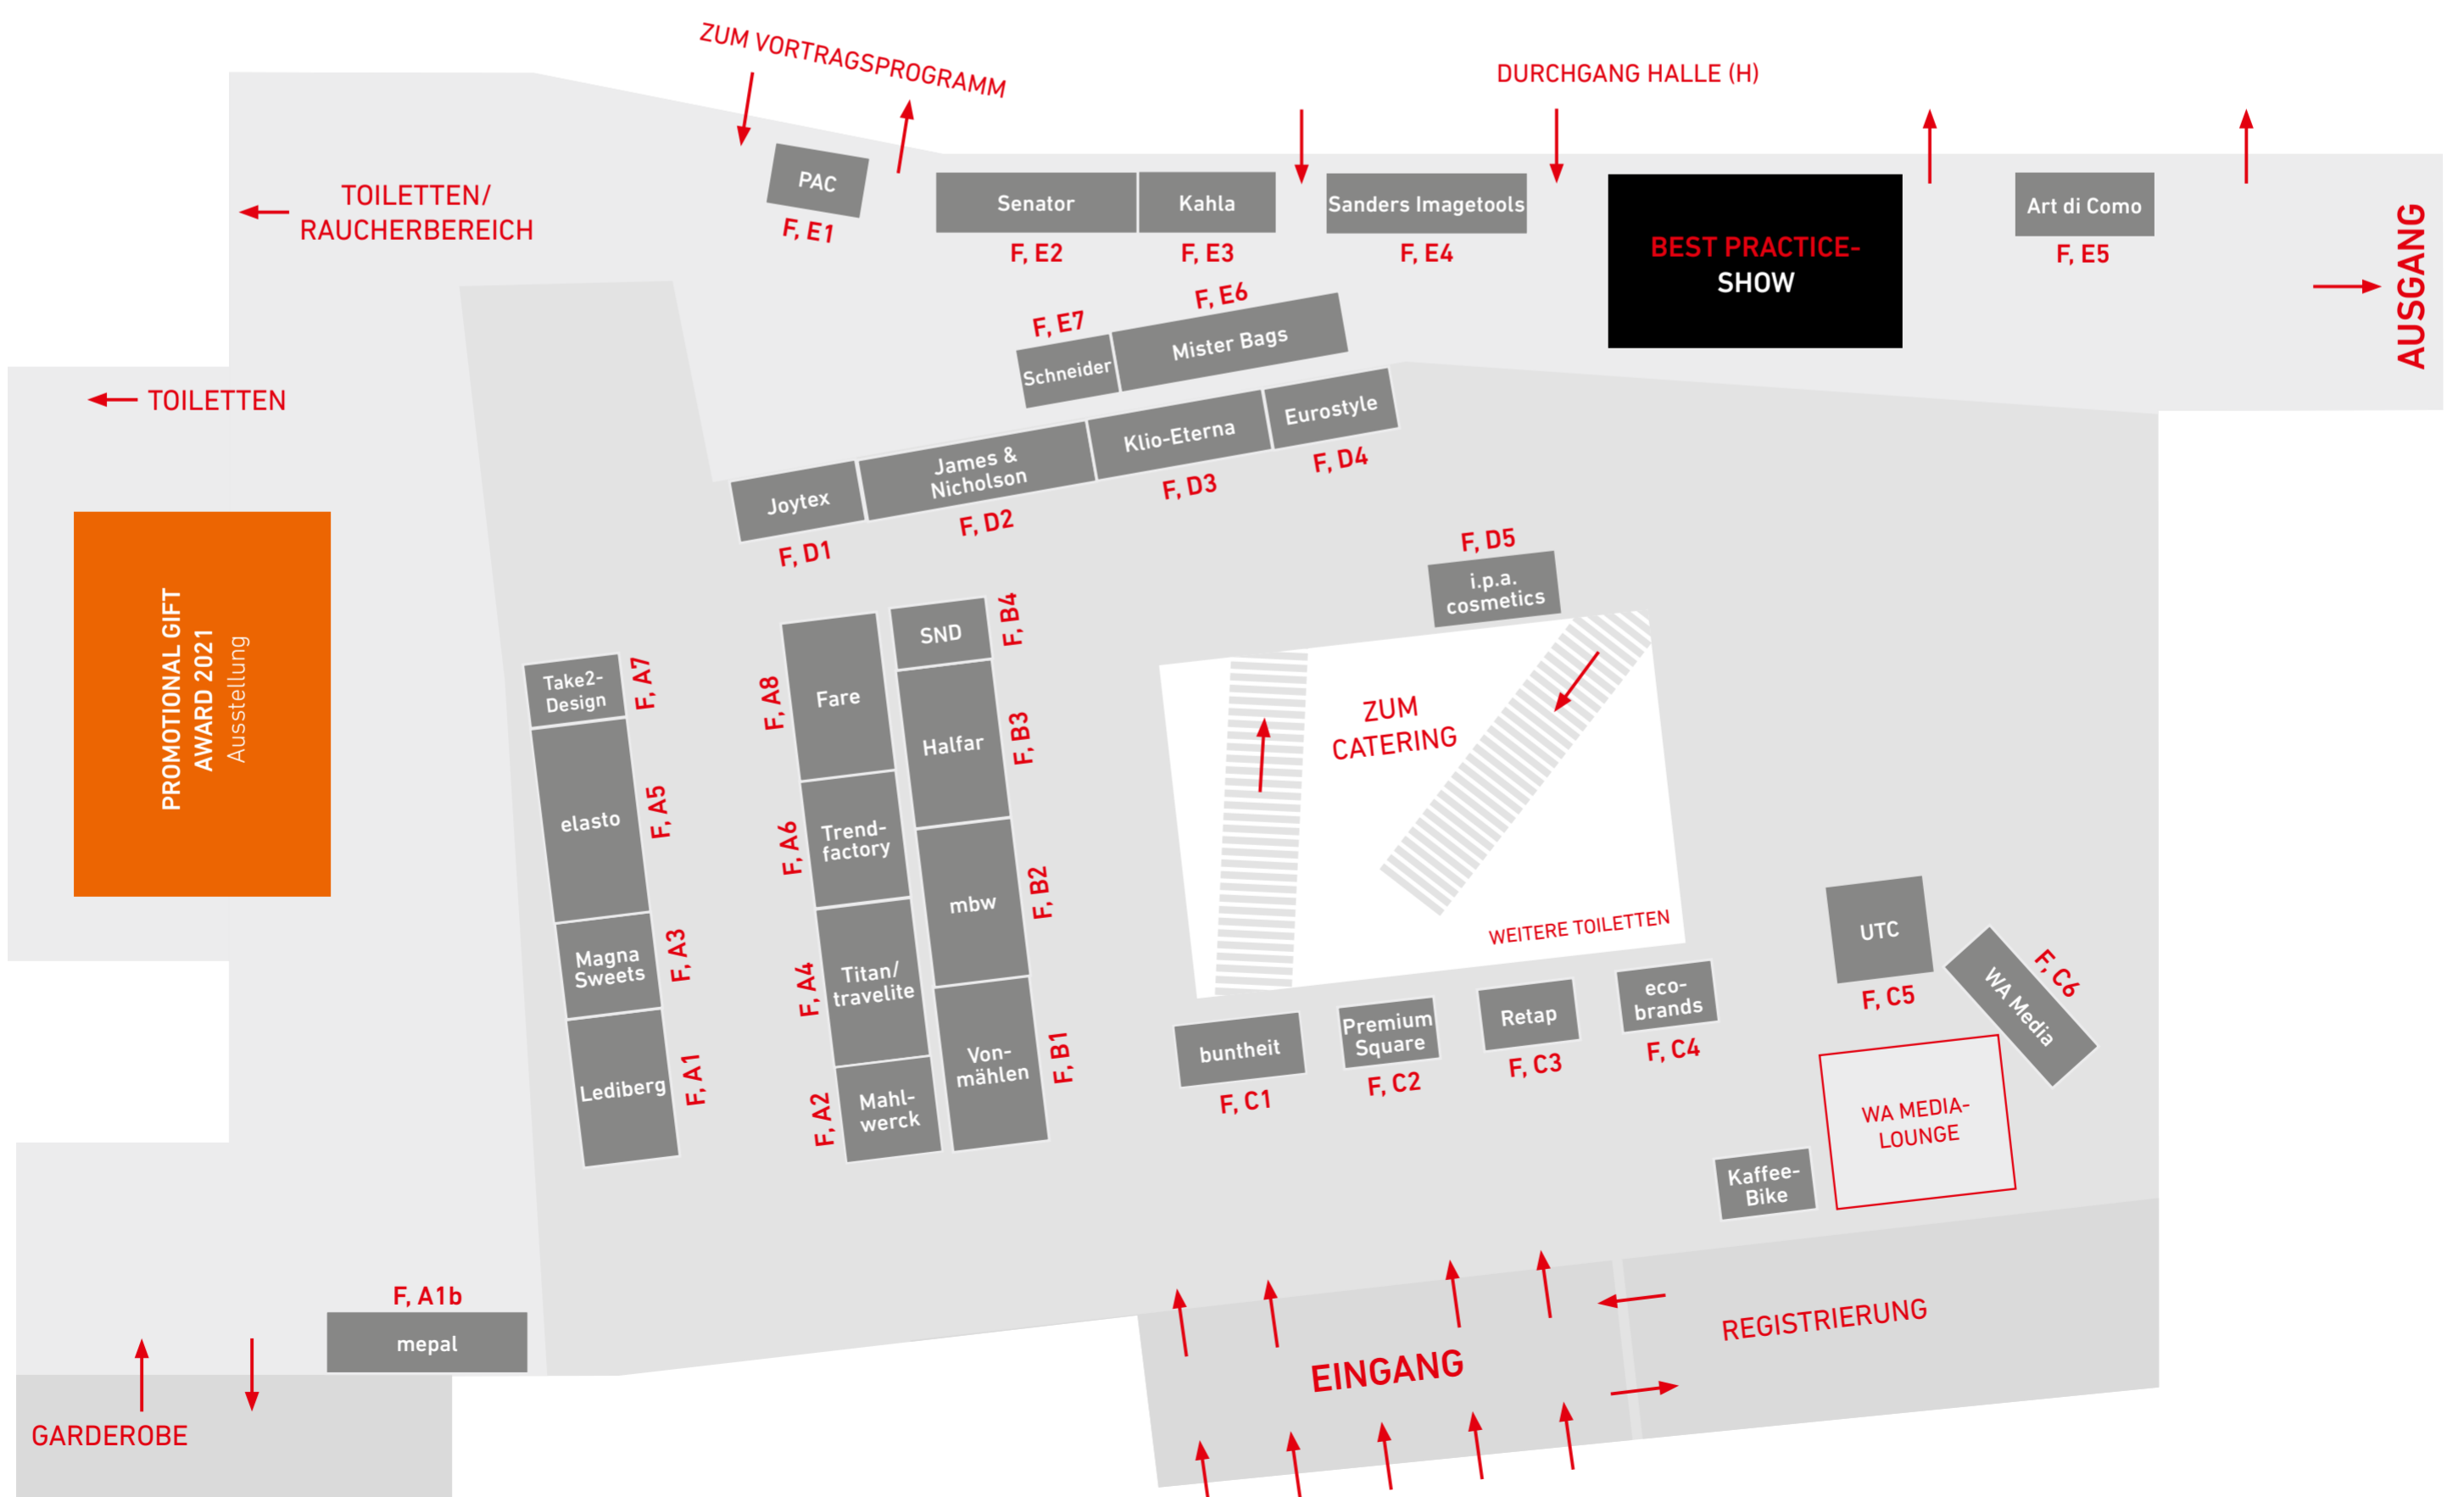 ZUM VORTRAGSPROGRAMM
DURCHGANG HALLE (H)
TOILETTEN/
RAUCHERBEREICH
PAC
F, E1
Senator
F, E2
Kahla
F, E3
Sanders Imagetools
F, E4
BEST PRACTICE-
SHOW
Art di Como
F, E5
AUSGANG
F, E7
Schneider
F, E6
Mister Bags
TOILETTEN
Joytex
F, D1
James &
Nicholson
F, D2
Klio-Eterna
F, D3
Eurostyle
F, D4
F, D5
i.p.a.
cosmetics
PROMOTIONAL GIFT
AWARD 2021
Ausstellung
Take2-
Design
F, A7
elasto
F, A5
Magna
Sweets
F, A3
Lediberg
F, A1
F, A8
Fare
F, A6
Trend-
factory
F, A4
Titan/
travelite
F, A2
Mahl-
werck
SND
F, B4
Halfar
F, B3
mbw
F, B2
Von-
mählen
F, B1
ZUM
CATERING
WEITERE TOILETTEN
buntheit
F, C1
Premium
Square
F, C2
Retap
F, C3
eco-
brands
F, C4
UTC
F, C5
WA Media
F, C6
WA MEDIA-
LOUNGE
Kaffee-
Bike
F, A1b
mepal
GARDEROBE
EINGANG
REGISTRIERUNG